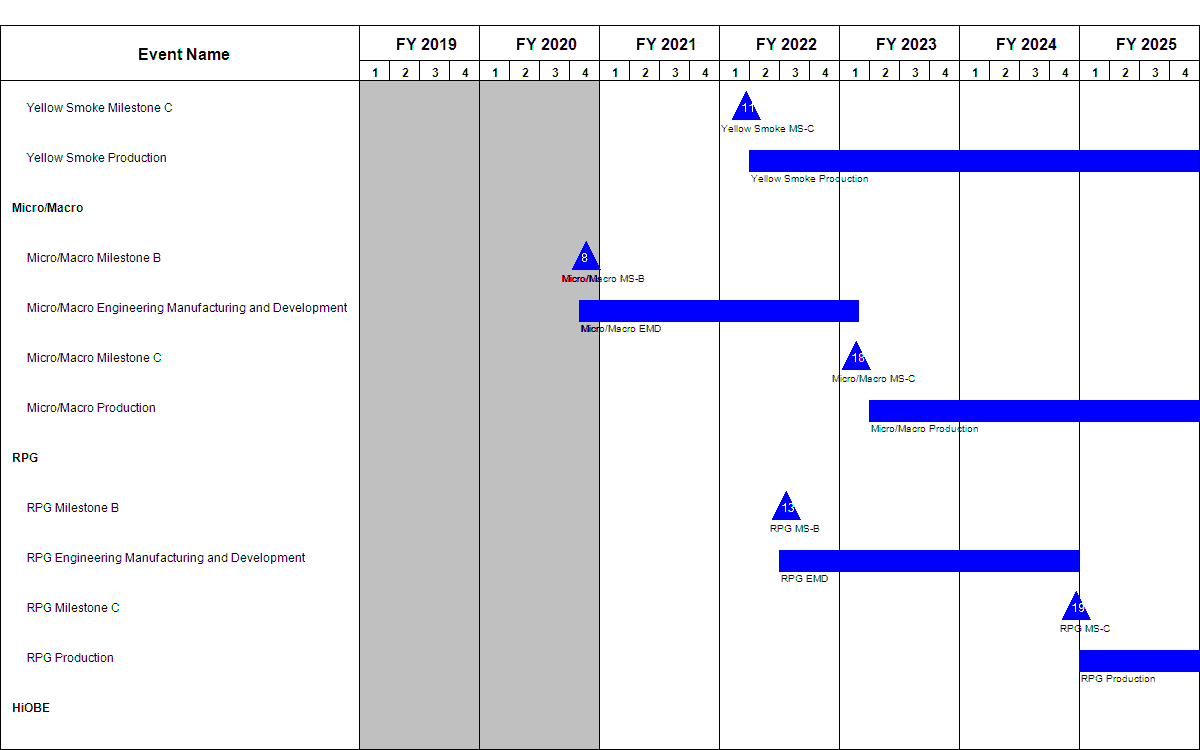 Event Name
FY 2019 FY 2020 FY 2021 FY 2022 FY 2023 FY 2024 FY 2025
1 2 3 4 1 2 3 4 1 2 3 4 1 2 3 4 1 2 3 4 1 2 3 4 1 2 3 4
Yellow Smoke Milestone C 11
Yellow Smoke MS-C
Yellow Smoke Production
Yellow Smoke Production
Micro/Macro
Micro/Macro Milestone B 8
Micro/Macro MS-B
Micro/Macro Engineering Manufacturing and Development
Micro/Macro EMD
Micro/Macro Milestone C 18
Micro/Macro MS-C
Micro/Macro Production
Micro/Macro Production
RPG
RPG Milestone B 13
RPG MS-B
RPG Engineering Manufacturing and Development
RPG EMD
RPG Milestone C 19
RPG MS-C
RPG Production
RPG Production
HiOBE